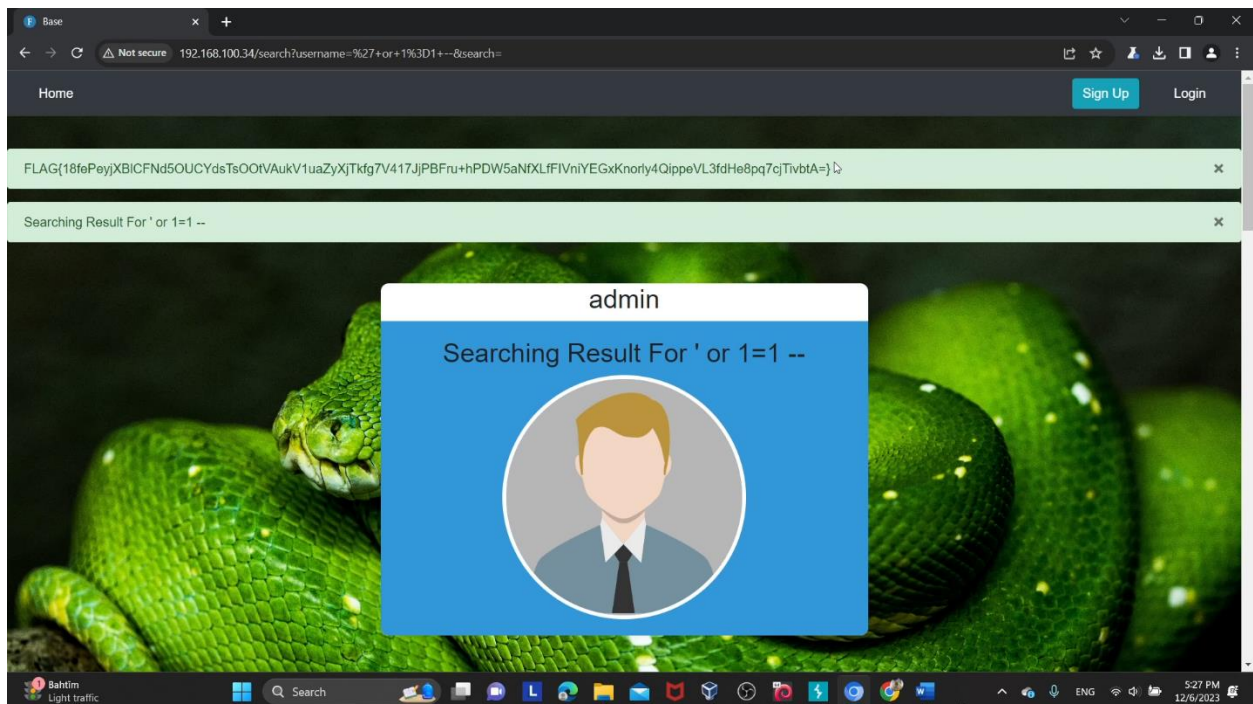 Base
Not secure 192.168.100.34/search?username=%27+or+1%3D1+--&search=
Home
Sign Up
Login
FLAG{18fePeyjXBlCFNd5OUCYdsTsOOtVAukV1uaZyXjTkfg7V417JjPBFru+hPDW5aNfXLfFIVniYEGxKnorly4QippeVL3fdHe8pq7cjTivbtA=}
Searching Result For ' or 1=1 --
admin
Searching Result For ' or 1=1 --
Bahtim
Light traffic
Search
ENG
5:27 PM
12/6/2023